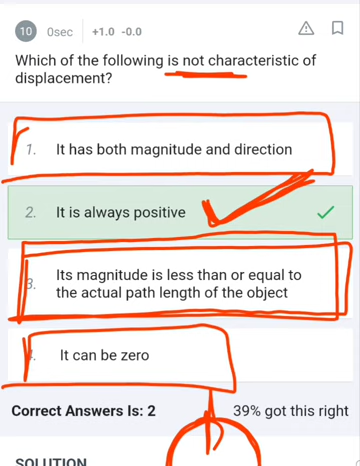 10 0sec +1.0 -0.0
Which of the following is not characteristic of
displacement?
1. It has both magnitude and direction
2. It is always positive
3. Its magnitude is less than or equal to
the actual path length of the object
It can be zero
Correct Answers Is: 2 39% got this right
SOLUTION